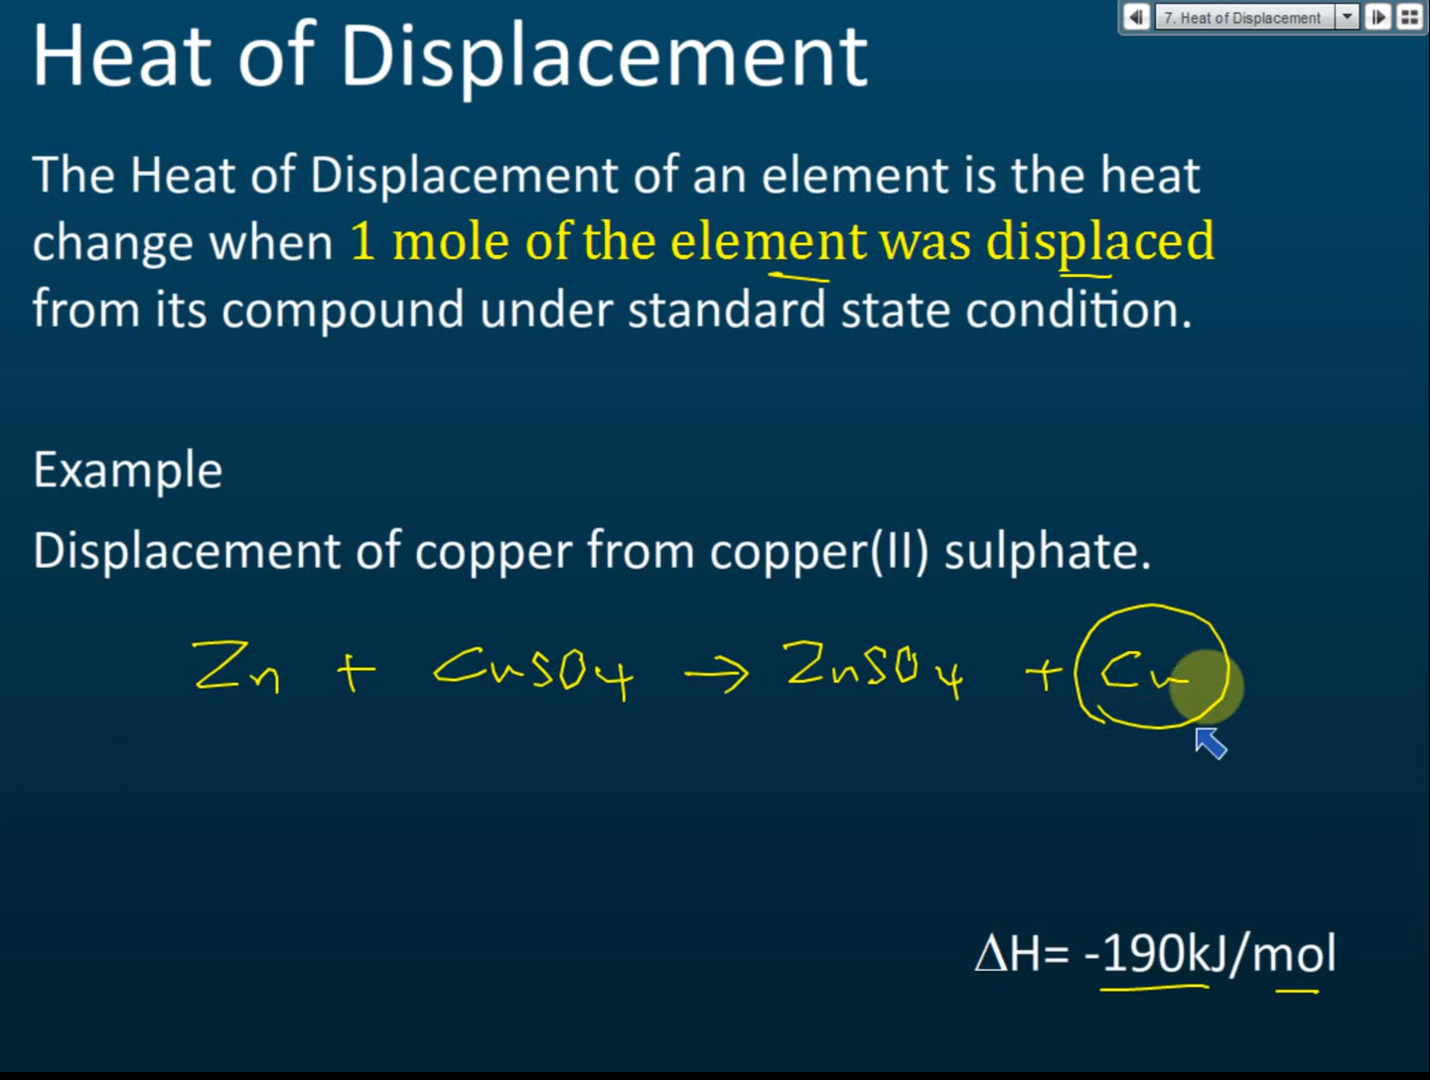 7. Heat of Displacement
Heat of Displacement
The Heat of Displacement of an element is the heat
change when 1 mole of the element was displaced
from its compound under standard state condition.
Example
Displacement of copper from copper(II) sulphate.
Zn + CuSO4 → ZnSO4 + Cu
ΔH= -190kJ/mol